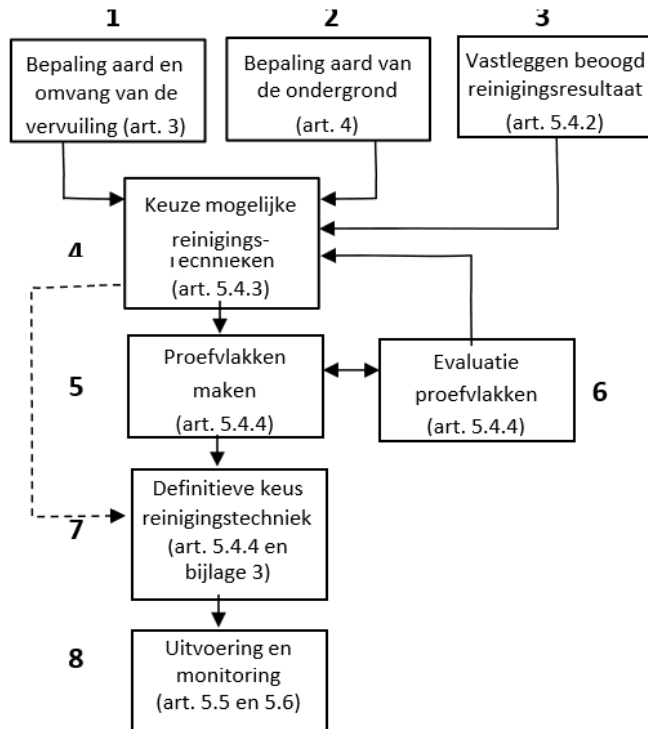 1
2
3
Bepaling aard en
omvang van de
vervuiling (art. 3)
Bepaling aard van
de ondergrond
(art. 4)
Vastleggen beoogd
reinigingsresultaat
(art. 5.4.2)
4
Keuze mogelijke
reinigings-
technieken
(art. 5.4.3)
5
Proefvlakken
maken
(art. 5.4.4)
Evaluatie
proefvlakken
(art. 5.4.4)
6
7
Definitieve keus
reinigingstechniek
(art. 5.4.4 en
bijlage 3)
8
Uitvoering en
monitoring
(art. 5.5 en 5.6)